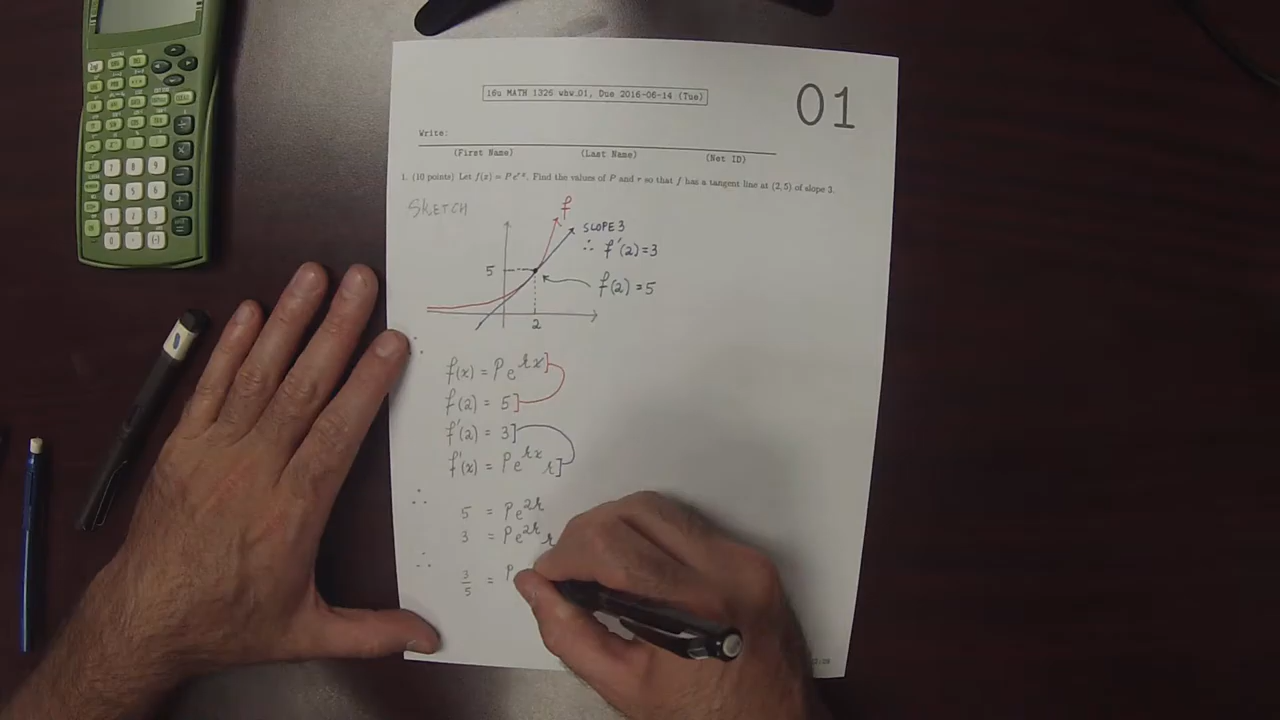 16u MATH 1326 whw.01, Due 2016-06-14 (Tue)
01
Write:
(First Name) (Last Name) (Net ID)
1. (10 points) Let f(x) = P e^{r x}. Find the values of P and r so that f has a tangent line at (2, 5) of slope 3.
SKETCH
f
SLOPE 3
∴ f'(2) = 3
5
f(2) = 5
2
∴
f(x) = Pe^{rx}]
f(2) = 5]
f'(2) = 3]
f'(x) = Pe^{rx} r]
∴
5 = Pe^{2r}
3 = Pe^{2r} r
∴
3/5 = P